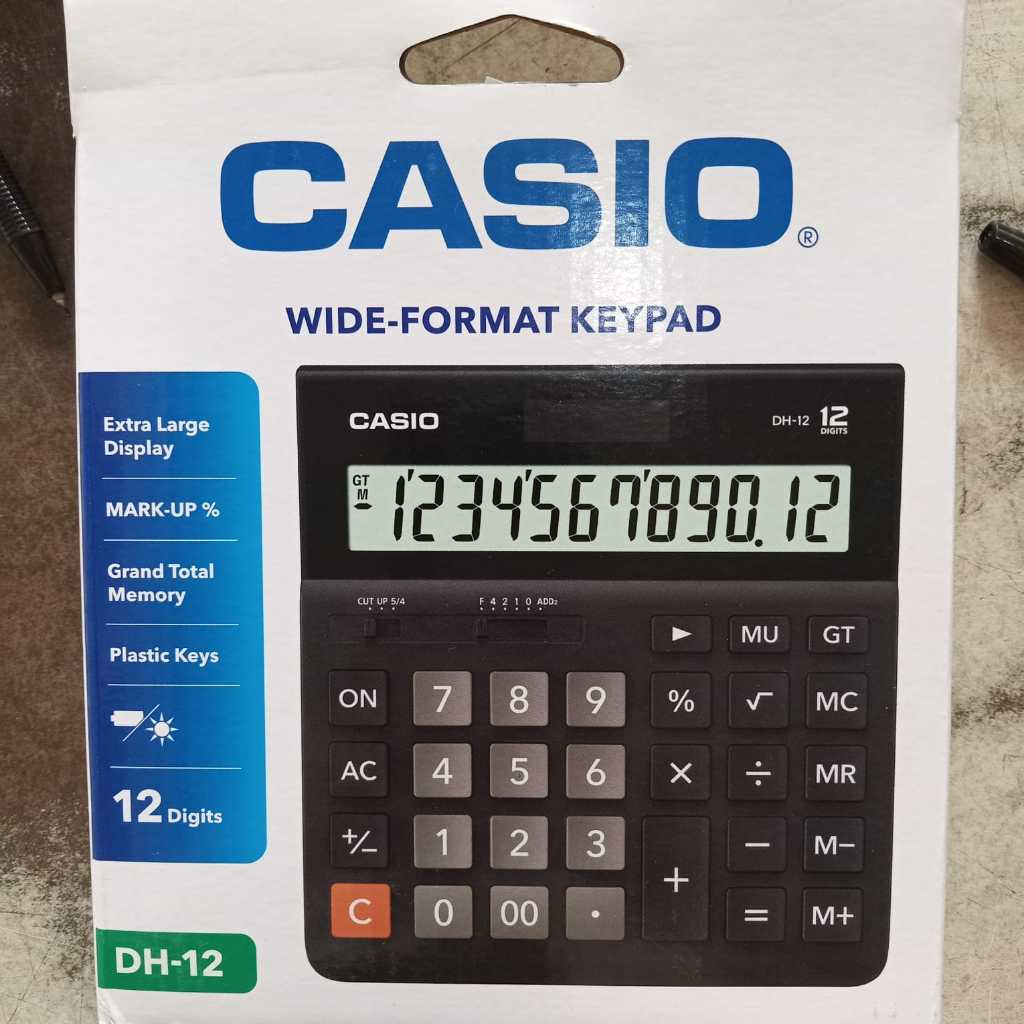 CASIO®
WIDE-FORMAT KEYPAD
Extra Large
Display
MARK-UP %
Grand Total
Memory
Plastic Keys
12 Digits
DH-12
CASIO
DH-12 12
DIGITS
GT
M
-1'234'567'890.12
CUT UP 5/4
F 4 2 1 0 ADD₂
► MU GT
ON 7 8 9 % √ MC
AC 4 5 6 × ÷ MR
+/− 1 2 3 + − M−
C 0 00 · = M+